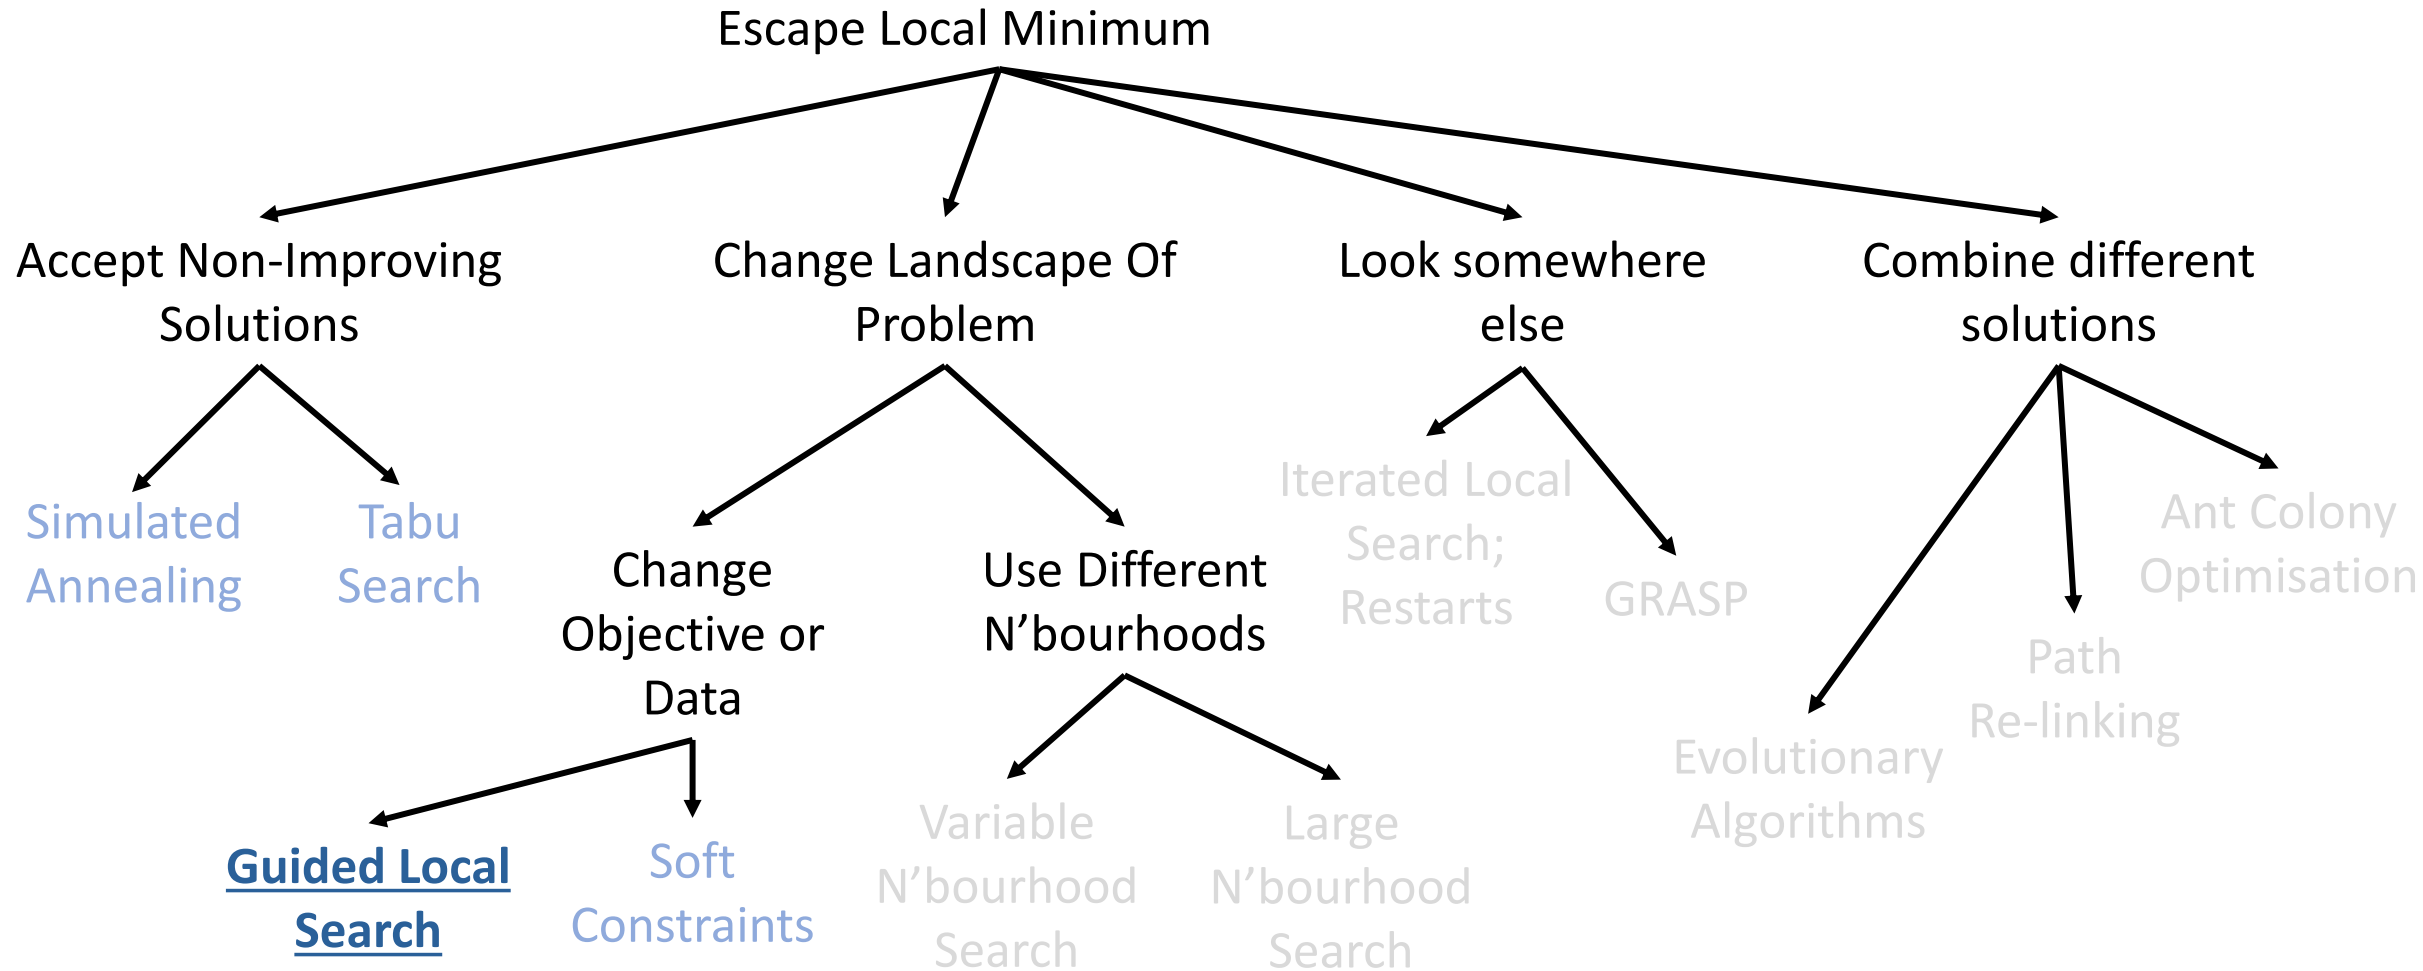 Escape Local Minimum
Accept Non-Improving
Solutions
Change Landscape Of
Problem
Look somewhere
else
Combine different
solutions
Simulated
Annealing
Tabu
Search
Change
Objective or
Data
Use Different
N’bourhoods
Iterated Local
Search;
Restarts
GRASP
Ant Colony
Optimisation
Path
Re-linking
Evolutionary
Algorithms
Guided Local
Search
Soft
Constraints
Variable
N’bourhood
Search
Large
N’bourhood
Search